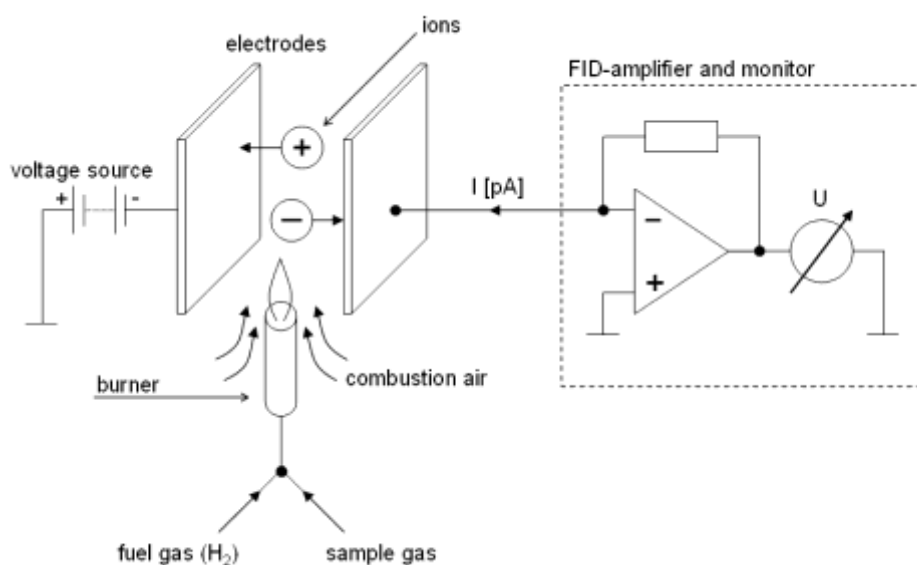 ions
electrodes
FID-amplifier and monitor
+
voltage source
+ -
I [pA]
−
U
−
+
combustion air
burner
fuel gas (H₂)
sample gas